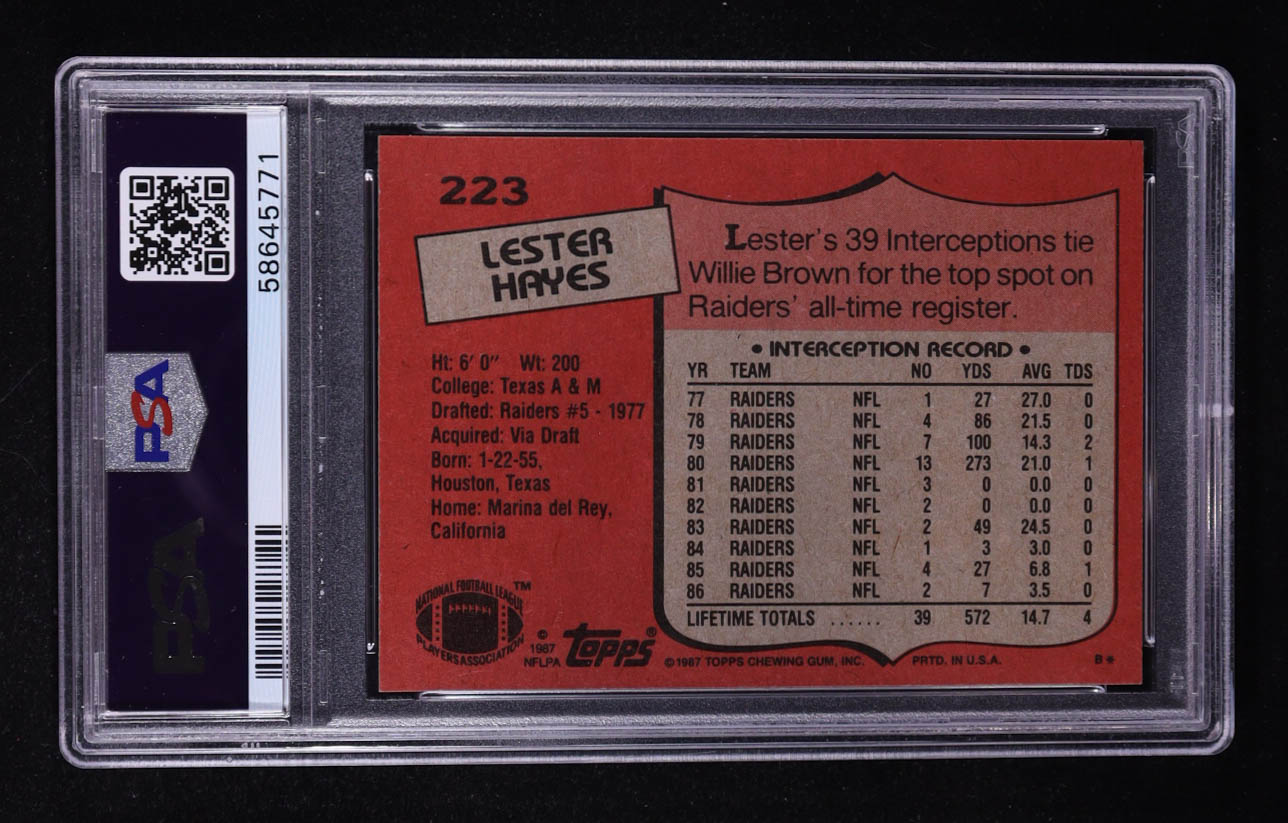 58645771
PSA
PSA
223
LESTER
HAYES
Ht: 6' 0" Wt: 200
College: Texas A & M
Drafted: Raiders #5 - 1977
Acquired: Via Draft
Born: 1-22-55,
Houston, Texas
Home: Marina del Rey,
California
NATIONAL FOOTBALL LEAGUE ™
PLAYERS ASSOCIATION
© 1987
NFLPA
topps®
Lester's 39 Interceptions tie
Willie Brown for the top spot on
Raiders' all-time register.
• INTERCEPTION RECORD •
YR TEAM NO YDS AVG TDS
77 RAIDERS NFL 1 27 27.0 0
78 RAIDERS NFL 4 86 21.5 0
79 RAIDERS NFL 7 100 14.3 2
80 RAIDERS NFL 13 273 21.0 1
81 RAIDERS NFL 3 0 0.0 0
82 RAIDERS NFL 2 0 0.0 0
83 RAIDERS NFL 2 49 24.5 0
84 RAIDERS NFL 1 3 3.0 0
85 RAIDERS NFL 4 27 6.8 1
86 RAIDERS NFL 2 7 3.5 0
LIFETIME TOTALS ...... 39 572 14.7 4
© 1987 TOPPS CHEWING GUM, INC. PRTD. IN U.S.A. B*
PSA